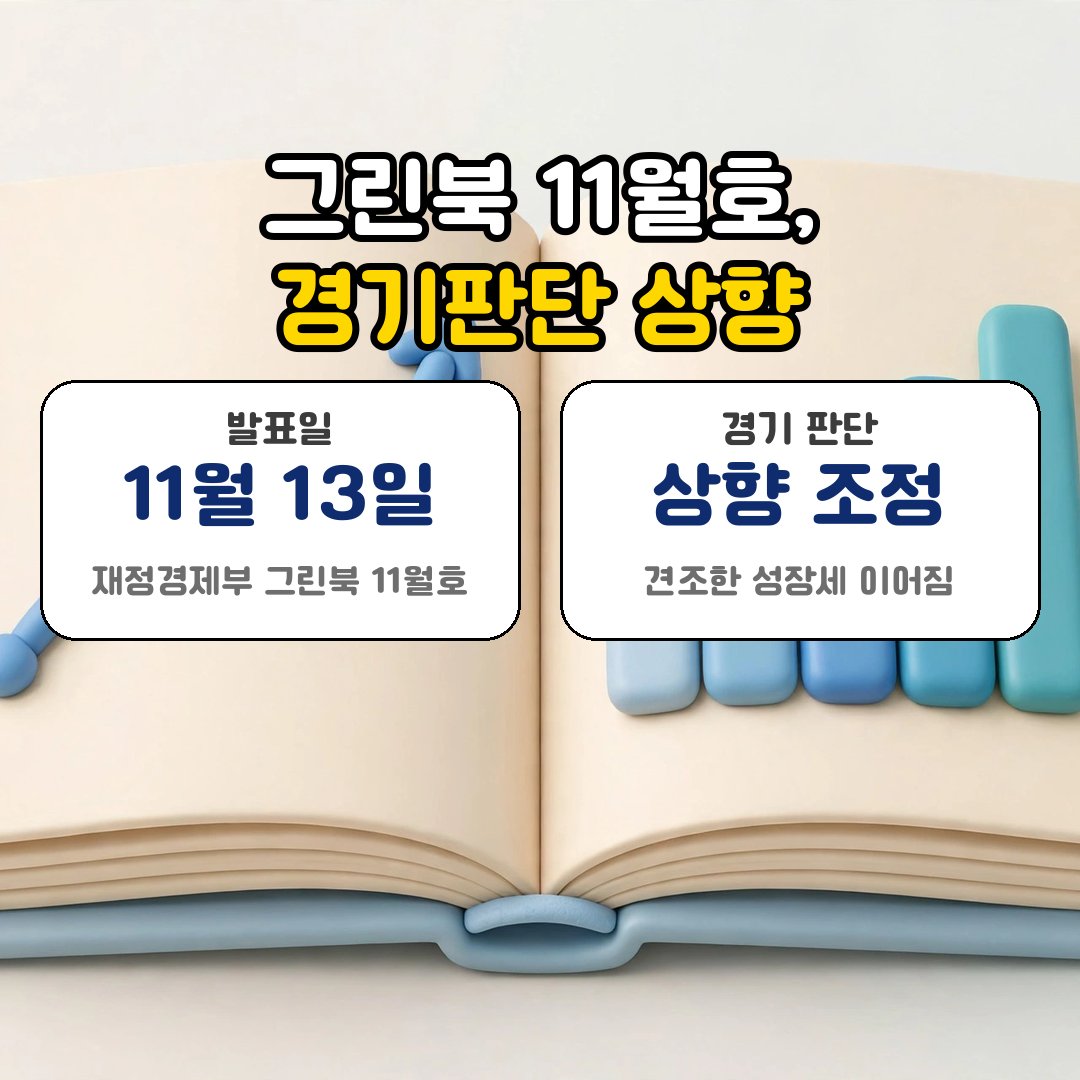 그린북 11월호,
경기판단 상향
발표일
11월 13일
재정경제부 그린북 11월호
경기 판단
상향 조정
견조한 성장세 이어짐